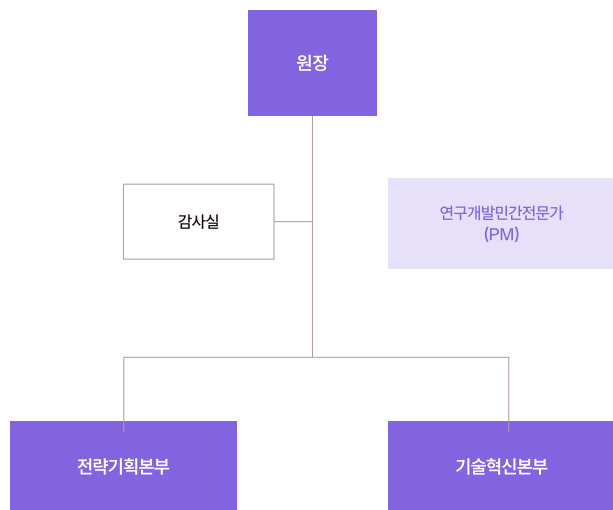 원장
감사실
연구개발민간전문가
(PM)
전략기획본부
기술혁신본부